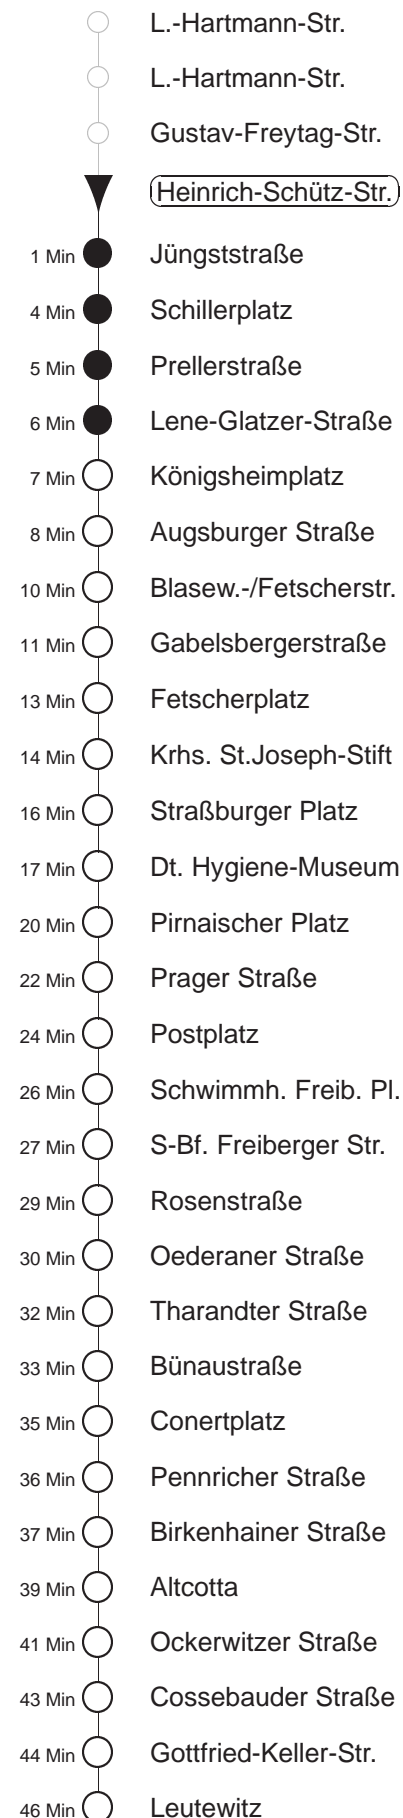 L.-Hartmann-Str.
L.-Hartmann-Str.
Gustav-Freytag-Str.
Heinrich-Schütz-Str.
1 Min Jüngststraße
4 Min Schillerplatz
5 Min Prellerstraße
6 Min Lene-Glatzer-Straße
7 Min Königsheimplatz
8 Min Augsburger Straße
10 Min Blasew.-/Fetscherstr.
11 Min Gabelsbergerstraße
13 Min Fetscherplatz
14 Min Krhs. St.Joseph-Stift
16 Min Straßburger Platz
17 Min Dt. Hygiene-Museum
20 Min Pirnaischer Platz
22 Min Prager Straße
24 Min Postplatz
26 Min Schwimmh. Freib. Pl.
27 Min S-Bf. Freiberger Str.
29 Min Rosenstraße
30 Min Oederaner Straße
32 Min Tharandter Straße
33 Min Bünaustraße
35 Min Conertplatz
36 Min Pennricher Straße
37 Min Birkenhainer Straße
39 Min Altcotta
41 Min Ockerwitzer Straße
43 Min Cossebauder Straße
44 Min Gottfried-Keller-Str.
46 Min Leutewitz